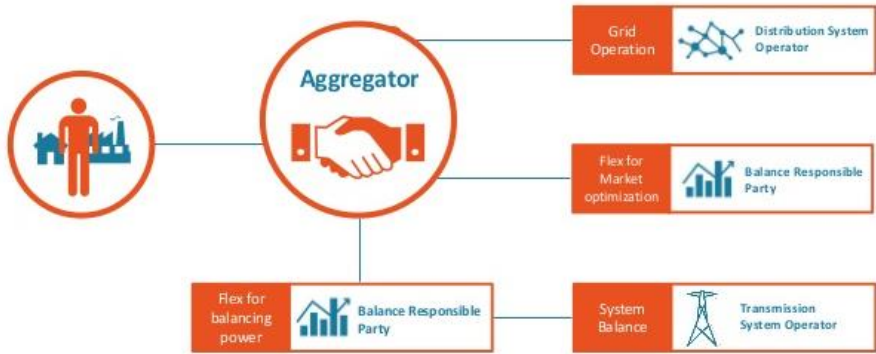 Aggregator
Grid
Operation
Distribution System
Operator
Flex for
Market
optimization
Balance Responsible
Party
Flex for
balancing
power
Balance Responsible
Party
System
Balance
Transmission
System Operator